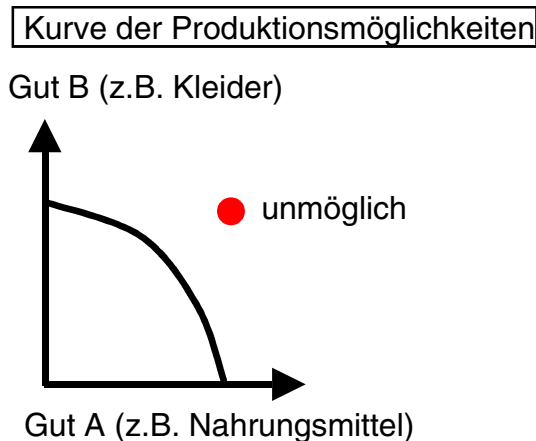 Kurve der Produktionsmöglichkeiten
Gut B (z.B. Kleider)
unmöglich
Gut A (z.B. Nahrungsmittel)